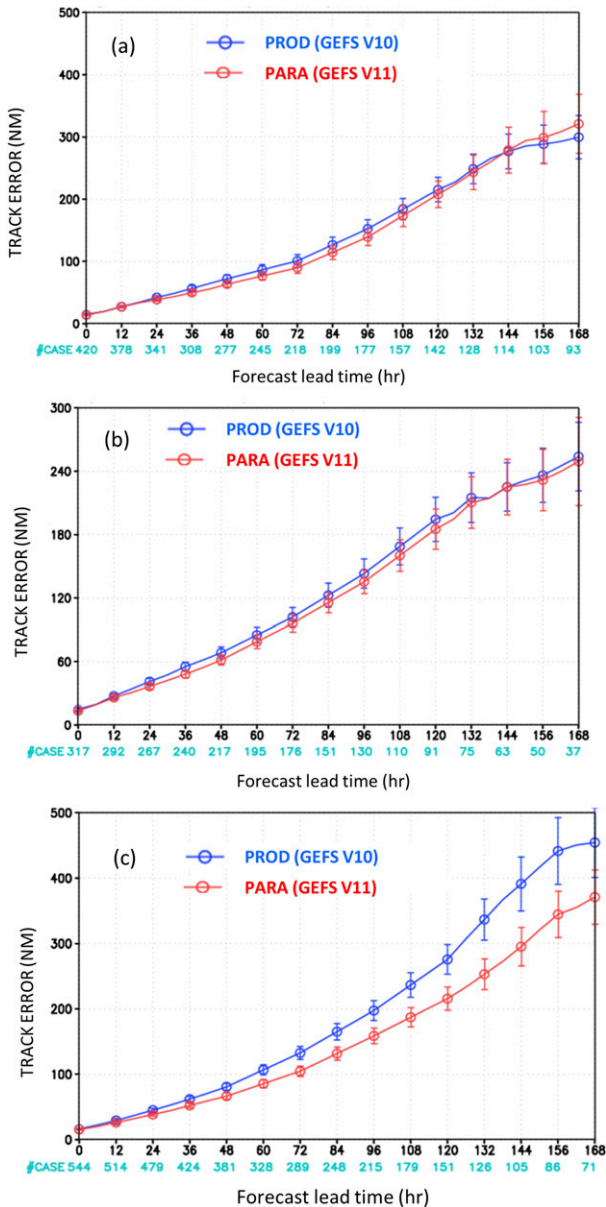 500
(a)
PROD (GEFS V10)
PARA (GEFS V11)
400
300
200
100
0
TRACK ERROR (NM)
0 12 24 36 48 60 72 84 96 108 120 132 144 156 168
#CASE 420 378 341 308 277 245 218 199 177 157 142 128 114 103 93
Forecast lead time (hr)
300
(b)
PROD (GEFS V10)
PARA (GEFS V11)
240
180
120
60
0
TRACK ERROR (NM)
0 12 24 36 48 60 72 84 96 108 120 132 144 156 168
#CASE 317 292 267 240 217 195 176 151 130 110 91 75 63 50 37
Forecast lead time (hr)
500
(c)
PROD (GEFS V10)
PARA (GEFS V11)
400
300
200
100
0
TRACK ERROR (NM)
0 12 24 36 48 60 72 84 96 108 120 132 144 156 168
#CASE 544 514 479 424 381 328 289 248 215 179 151 126 105 86 71
Forecast lead time (hr)